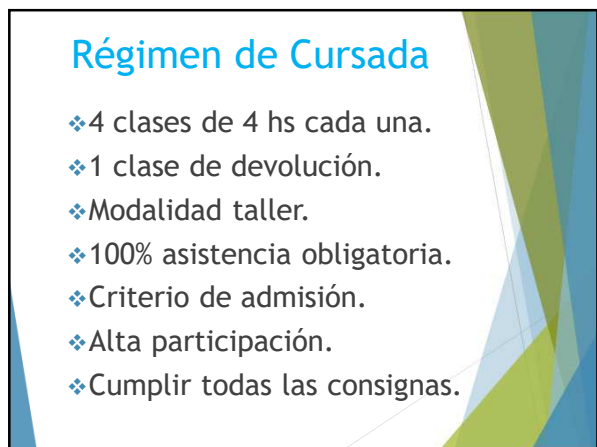 Régimen de Cursada
❖4 clases de 4 hs cada una.
❖1 clase de devolución.
❖Modalidad taller.
❖100% asistencia obligatoria.
❖Criterio de admisión.
❖Alta participación.
❖Cumplir todas las consignas.